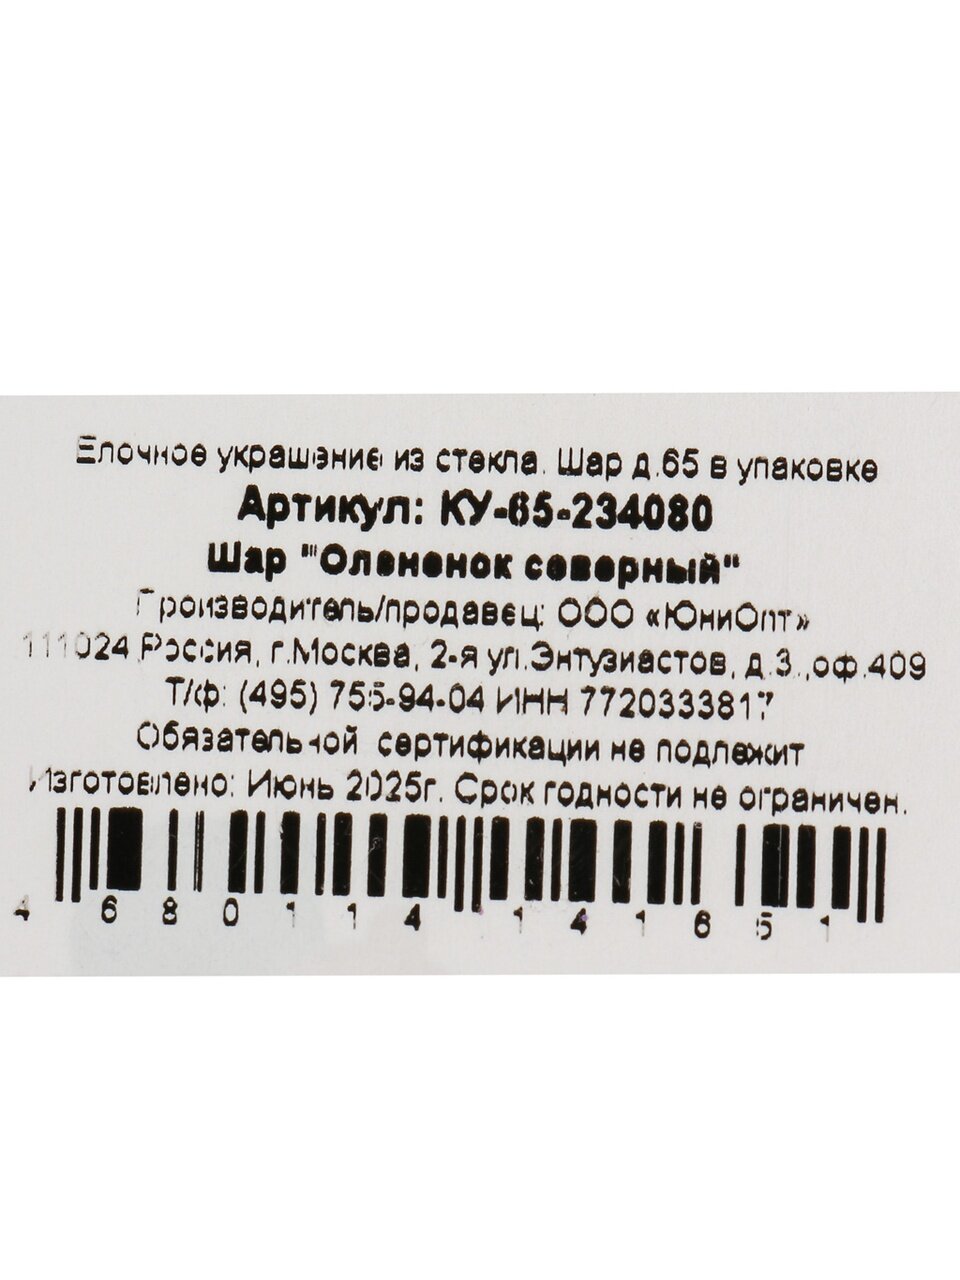 Елочное украшение из стекла. Шар д.65 в упаковке
Артикул: КУ-65-234080
Шар "Олененок северный"
Производитель/продавец: ООО «ЮниОпт»
111024,Россия, г.Москва, 2-я ул.Энтузиастов, д.3.,оф.409
Т/ф: (495) 755-94-04 ИНН 7720333817
Обязательной сертификации не подлежит
Изготовлено: Июнь 2025г. Срок годности не ограничен.
4 680114 141651